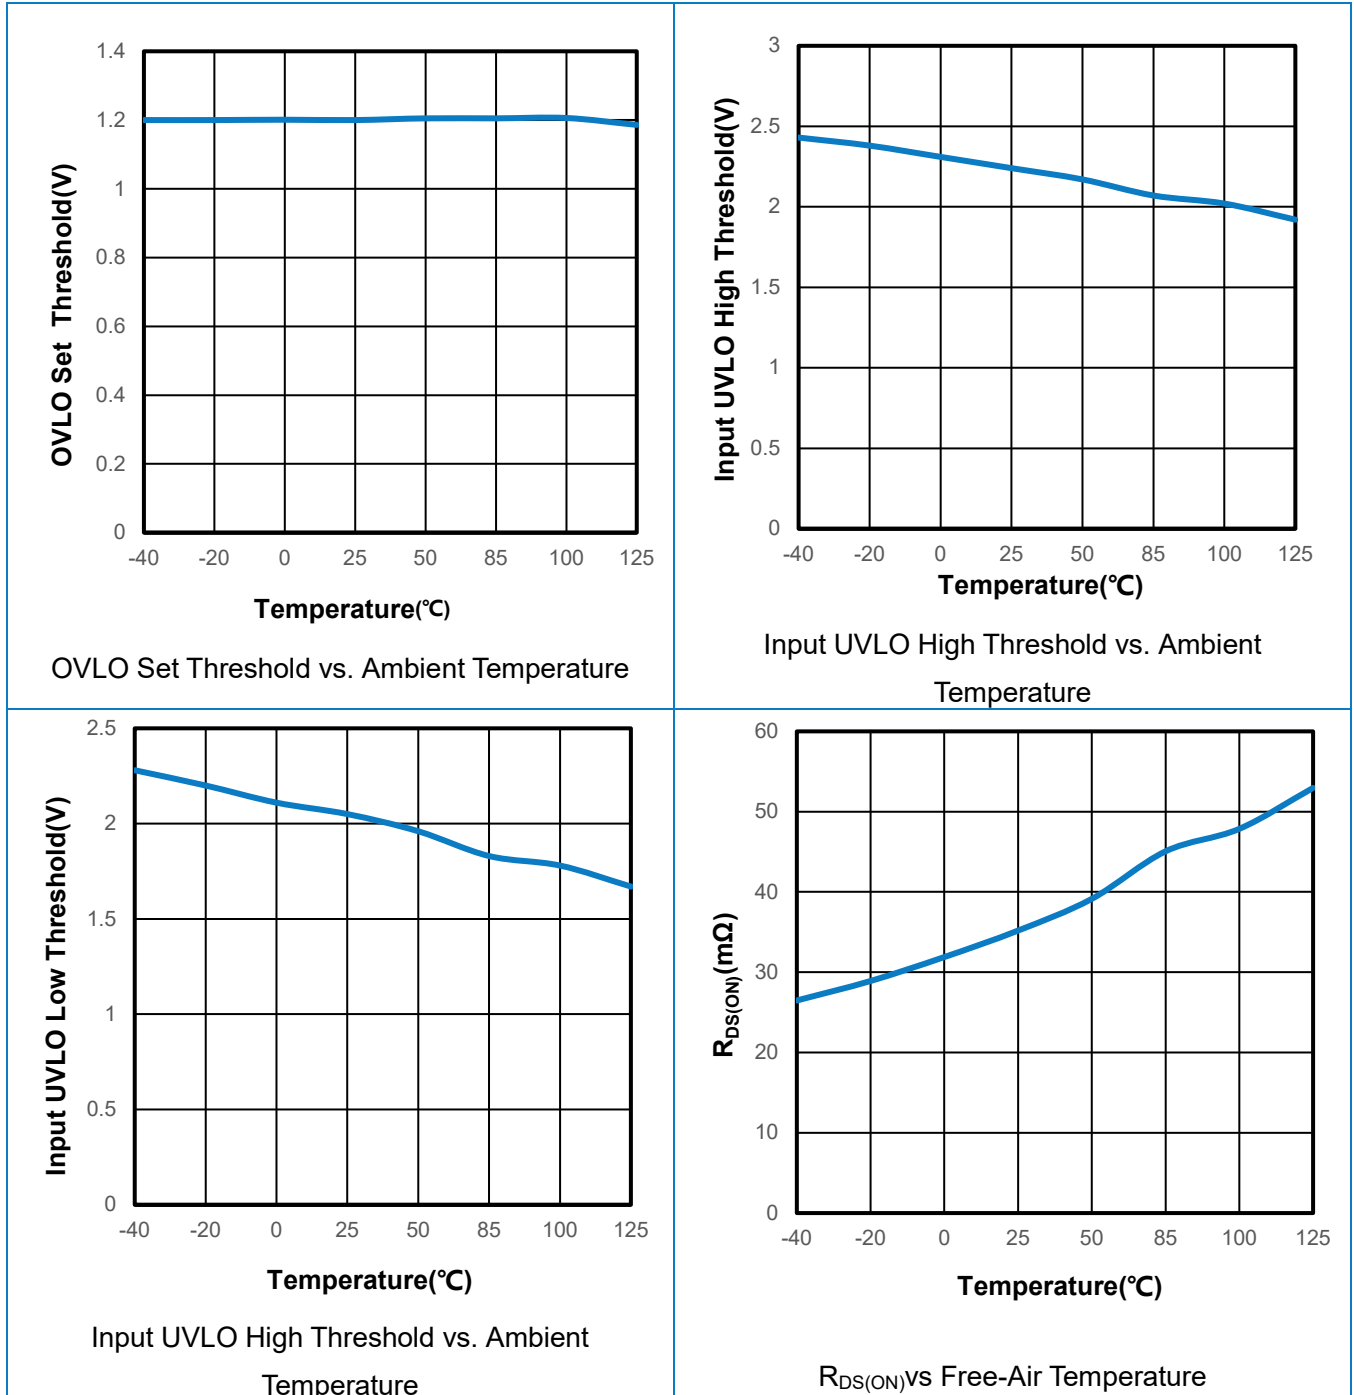 1.4
1.2
1
0.8
0.6
0.4
0.2
0
OVLO Set Threshold(V)
-40 -20 0 25 50 85 100 125
Temperature(℃)
OVLO Set Threshold vs. Ambient Temperature
3
2.5
2
1.5
1
0.5
0
Input UVLO High Threshold(V)
-40 -20 0 25 50 85 100 125
Temperature(℃)
Input UVLO High Threshold vs. Ambient
Temperature
2.5
2
1.5
1
0.5
0
Input UVLO Low Threshold(V)
-40 -20 0 25 50 85 100 125
Temperature(℃)
Input UVLO High Threshold vs. Ambient
Temperature
60
50
40
30
20
10
0
RDS(ON)(mΩ)
-40 -20 0 25 50 85 100 125
Temperature(℃)
RDS(ON)vs Free-Air Temperature